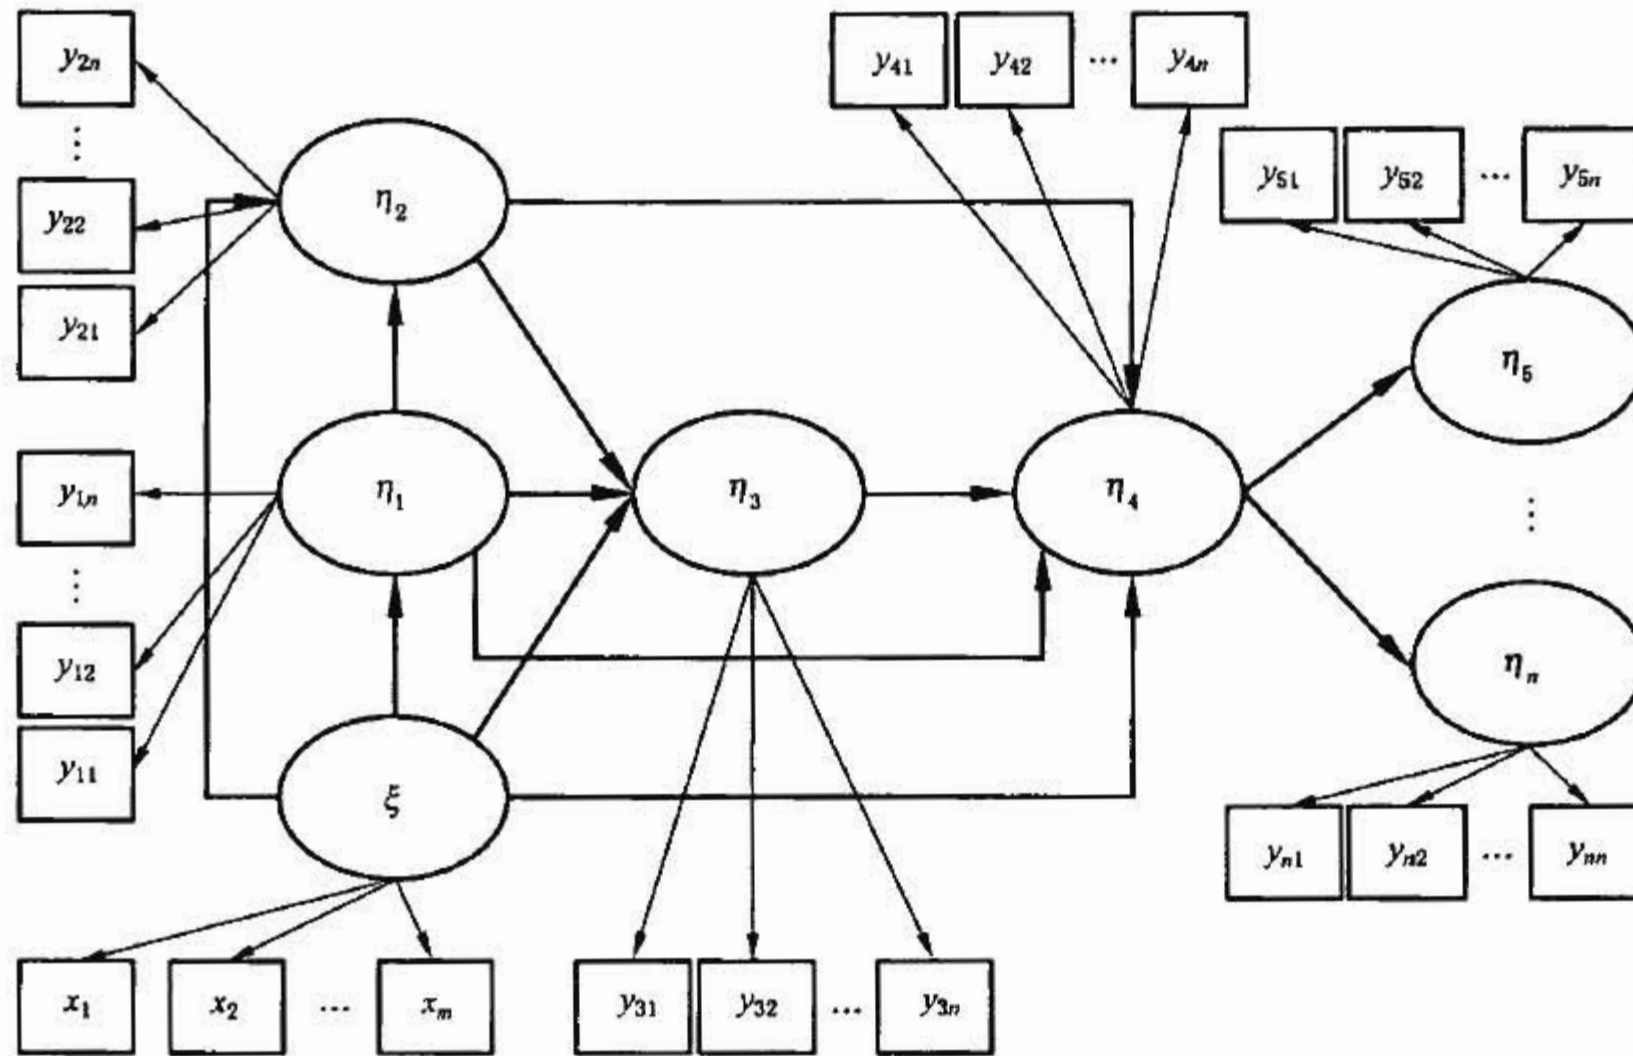 y₂ₙ
⋮
y₂₂
y₂₁
y₁,ₙ
⋮
y₁₂
y₁₁
η₂
η₁
ξ
x₁ x₂ ... xₘ
η₃
y₃₁ y₃₂ ... y₃ₙ
y₄₁ y₄₂ ... y₄ₙ
η₄
y₅₁ y₅₂ ... y₅ₙ
η₅
⋮
ηₙ
yₙ₁ yₙ₂ ... yₙₙ